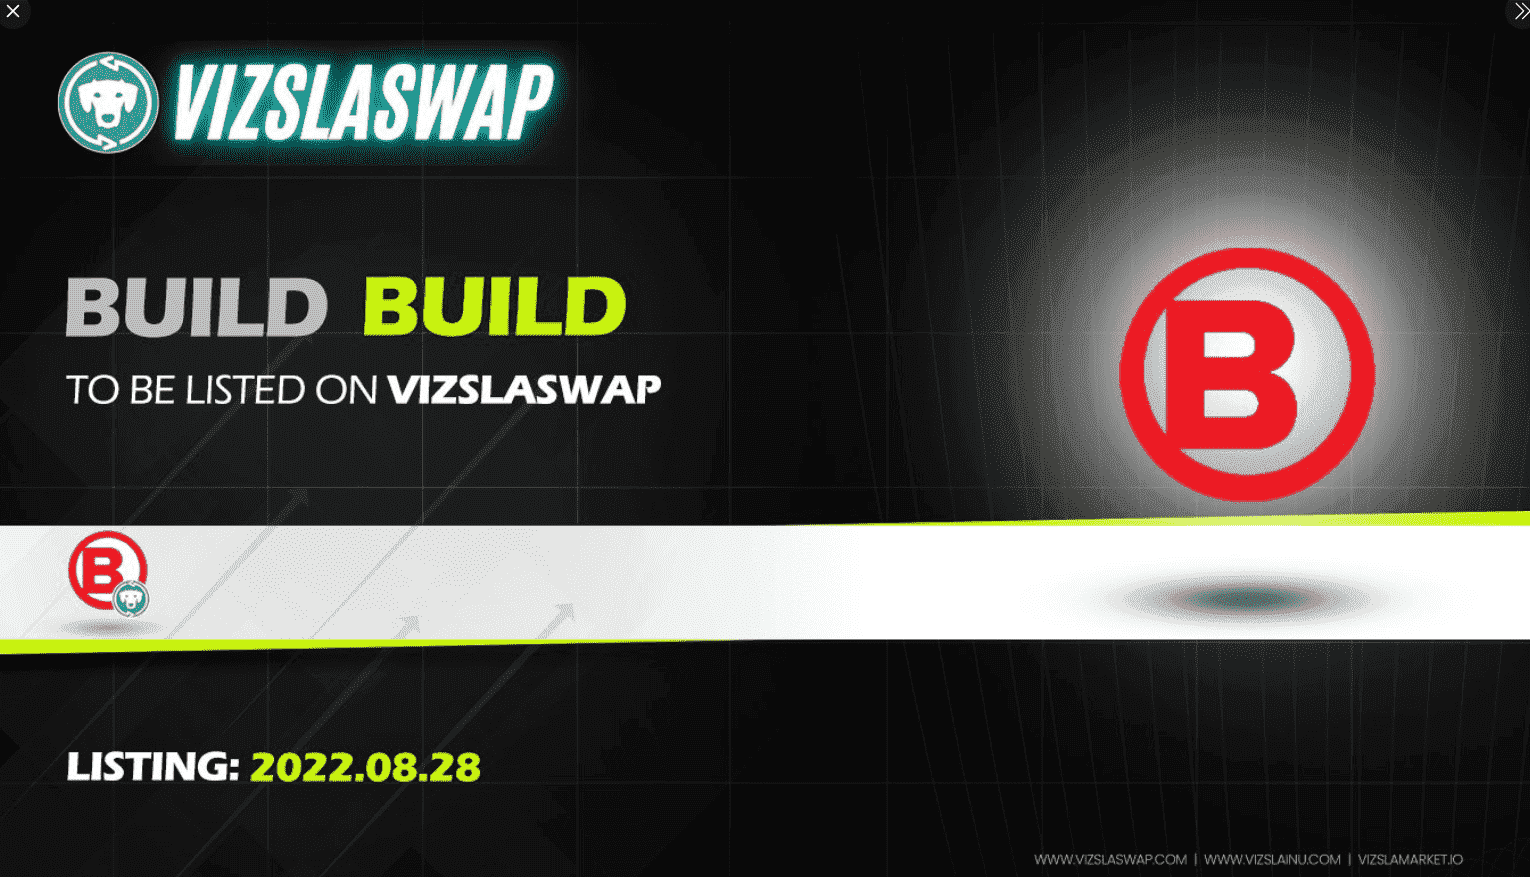 VIZSLASWAP
BUILD BUILD
TO BE LISTED ON VIZSLASWAP
B
B
LISTING: 2022.08.28
WWW.VIZSLASWAP.COM | WWW.VIZSLAINU.COM | VIZSLAMARKET.IO